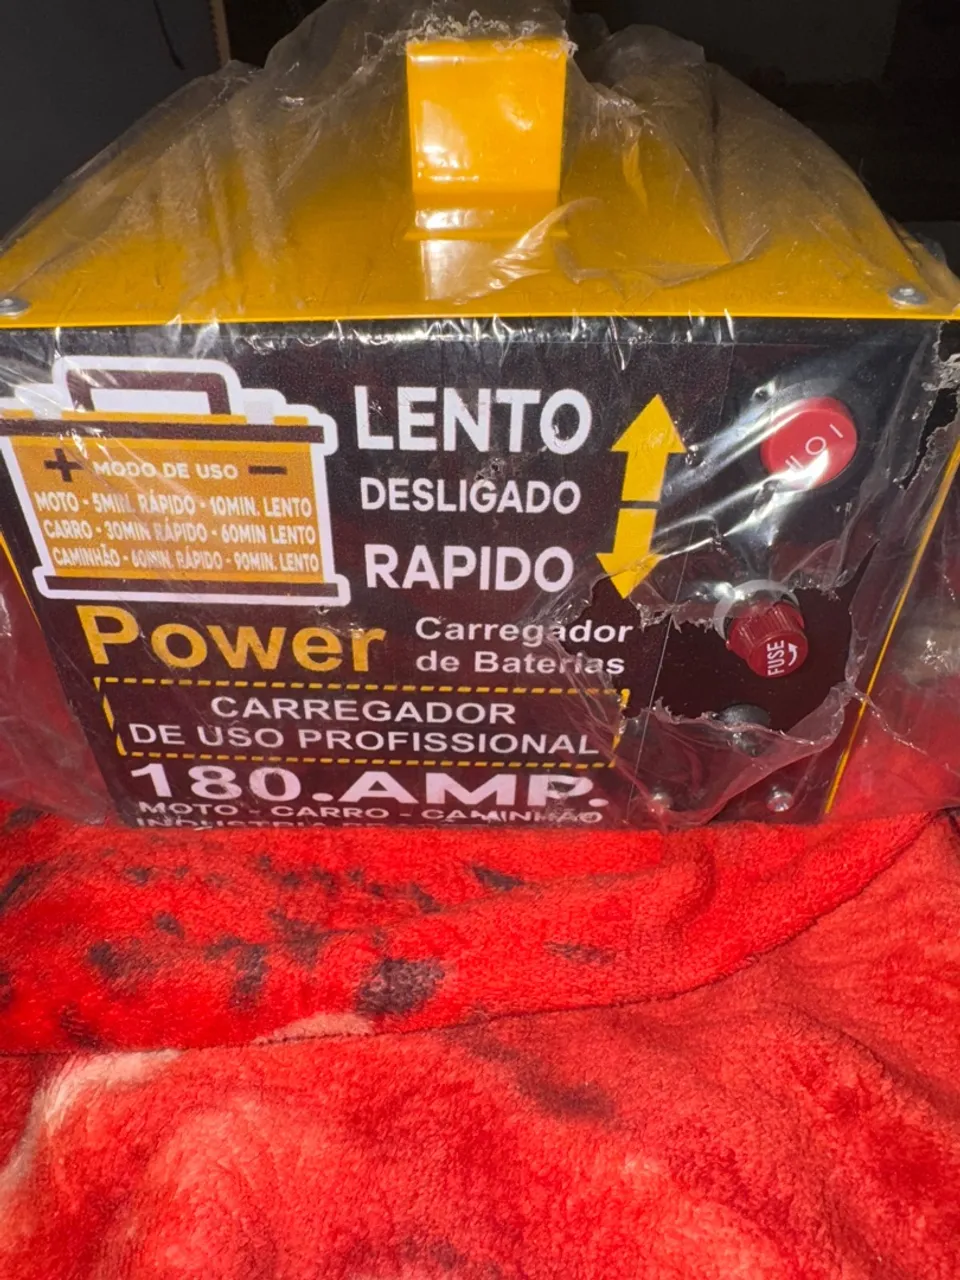 LENTO
DESLIGADO
RAPIDO
+ MODO DE USO -
MOTO - 5MIN. RÁPIDO - 10MIN. LENTO
CARRO - 30MIN RÁPIDO - 60MIN LENTO
CAMINHÃO - 60MIN. RÁPIDO - 90MIN. LENTO
II O I
FUSE
Power
Carregador
de Baterias
CARREGADOR
DE USO PROFISSIONAL
180.AMP.
MOTO - CARRO - CAMINHÃO